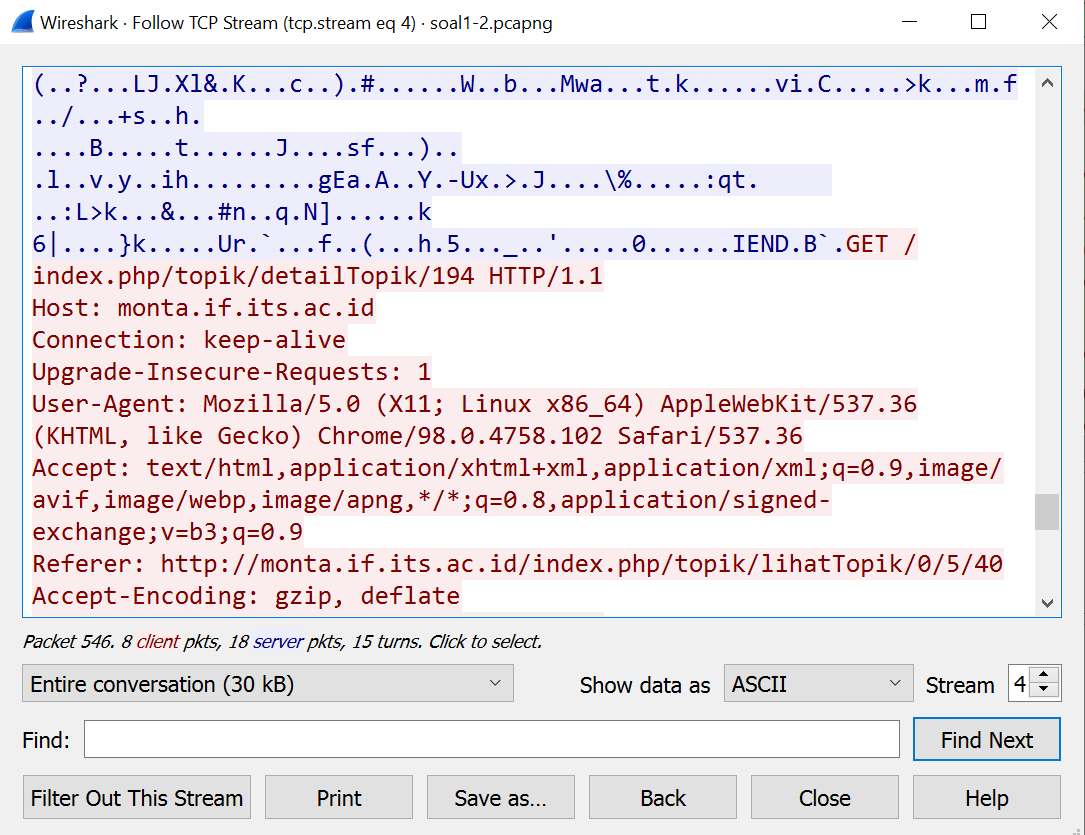 Wireshark · Follow TCP Stream (tcp.stream eq 4) · soal1-2.pcapng
(..?...LJ.Xl&.K...c..).#......W..b...Mwa...t.k......vi.C.....>k...m.f
../...+s..h.
....B.....t......J....sf...)..
.l..v.y..ih.........gEa.A..Y.-Ux.>.J....\%.....:qt.
..:L>k...&...#n..q.N]......k
6|....}k.....Ur.`...f..(...h.5..._..'.....0......IEND.B`.GET /
index.php/topik/detailTopik/194 HTTP/1.1
Host: monta.if.its.ac.id
Connection: keep-alive
Upgrade-Insecure-Requests: 1
User-Agent: Mozilla/5.0 (X11; Linux x86_64) AppleWebKit/537.36
(KHTML, like Gecko) Chrome/98.0.4758.102 Safari/537.36
Accept: text/html,application/xhtml+xml,application/xml;q=0.9,image/
avif,image/webp,image/apng,*/*;q=0.8,application/signed-
exchange;v=b3;q=0.9
Referer: http://monta.if.its.ac.id/index.php/topik/lihatTopik/0/5/40
Accept-Encoding: gzip, deflate
Packet 546. 8 client pkts, 18 server pkts, 15 turns. Click to select.
Entire conversation (30 kB) Show data as ASCII Stream 4
Find: Find Next
Filter Out This Stream Print Save as... Back Close Help